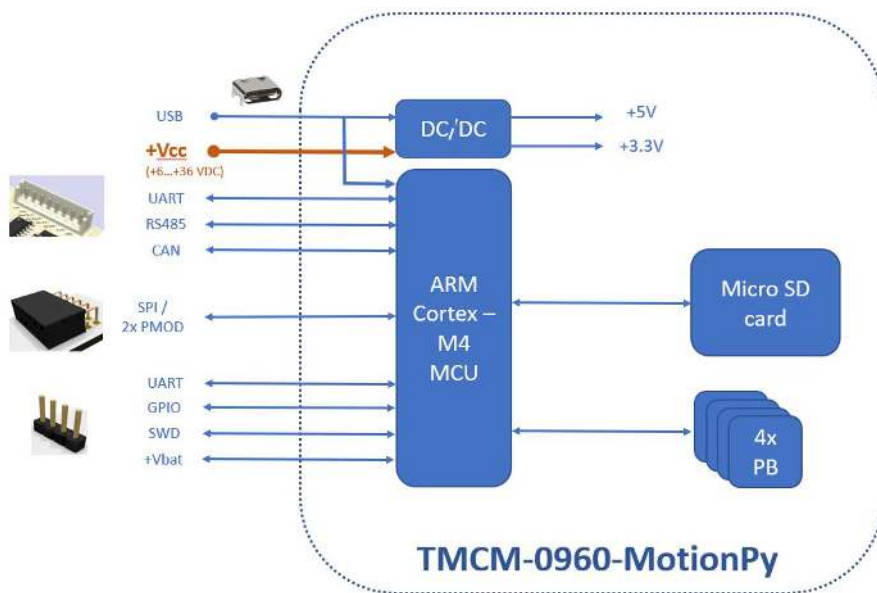 USB
+Vcc
(+6...+36 VDC)
UART
RS485
CAN
SPI /
2x PMOD
UART
GPIO
SWD
+Vbat
DC/'DC
+5V
+3.3V
ARM
Cortex –
M4
MCU
Micro SD
card
4x
PB
TMCM-0960-MotionPy